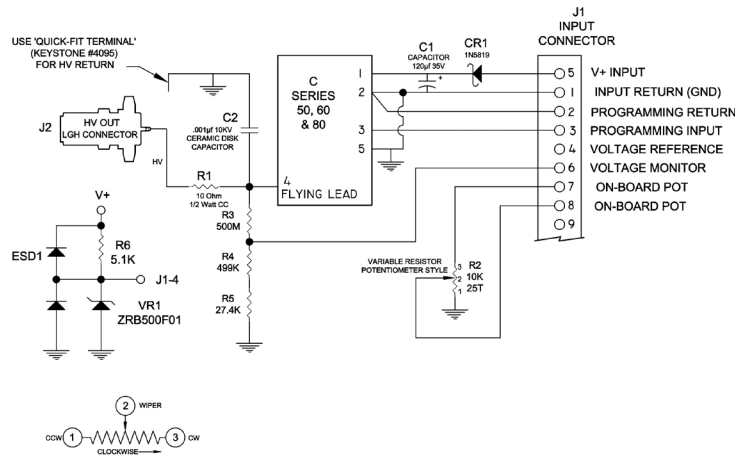 J1
INPUT
CONNECTOR
USE 'QUICK-FIT TERMINAL'
(KEYSTONE #4095)
FOR HV RETURN
C1
CAPACITOR
120µf 35V
+
CR1
1N5819
C
SERIES
50, 60
& 80
1
2
3
5
4
FLYING LEAD
5 V+ INPUT
1 INPUT RETURN (GND)
2 PROGRAMMING RETURN
3 PROGRAMMING INPUT
4 VOLTAGE REFERENCE
6 VOLTAGE MONITOR
7 ON-BOARD POT
8 ON-BOARD POT
9
J2
HV OUT
LGH CONNECTOR
HV
C2
.001µf 10KV
CERAMIC DISK
CAPACITOR
R1
10 Ohm
1/2 Watt CC
R3
500M
R4
499K
R5
27.4K
VARIABLE RESISTOR
POTENTIOMETER STYLE
3
2
1
R2
10K
25T
V+
ESD1
R6
5.1K
J1-4
VR1
ZRB500F01
2 WIPER
CCW 1
3 CW
CLOCKWISE